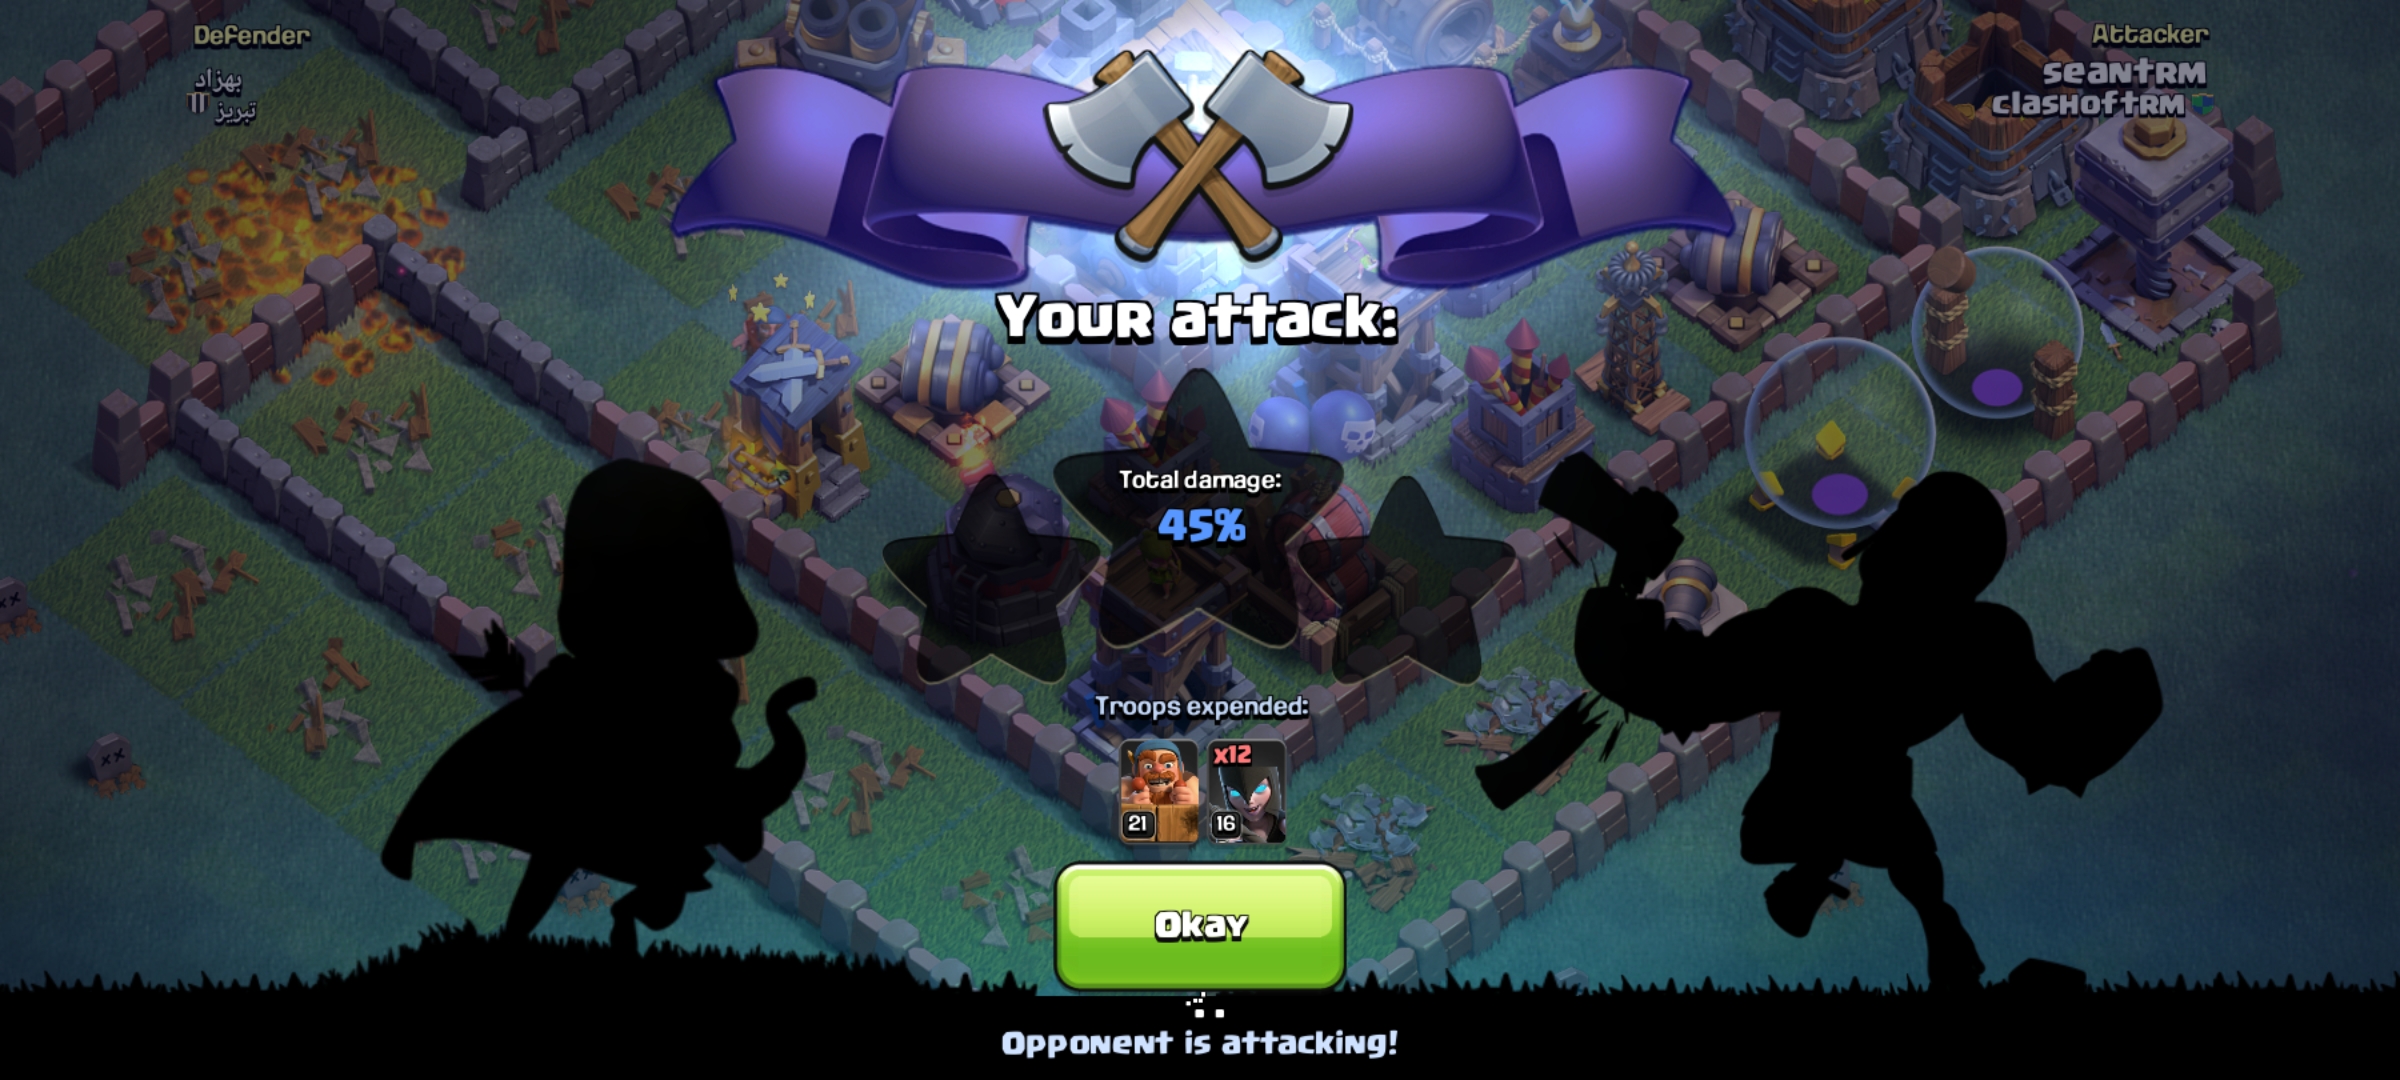 Defender
بهزاد
تبریز
Attacker
seantRM
clashoftRM
Your attack:
Total damage:
45%
Troops expended:
x12
21
16
Okay
Opponent is attacking!